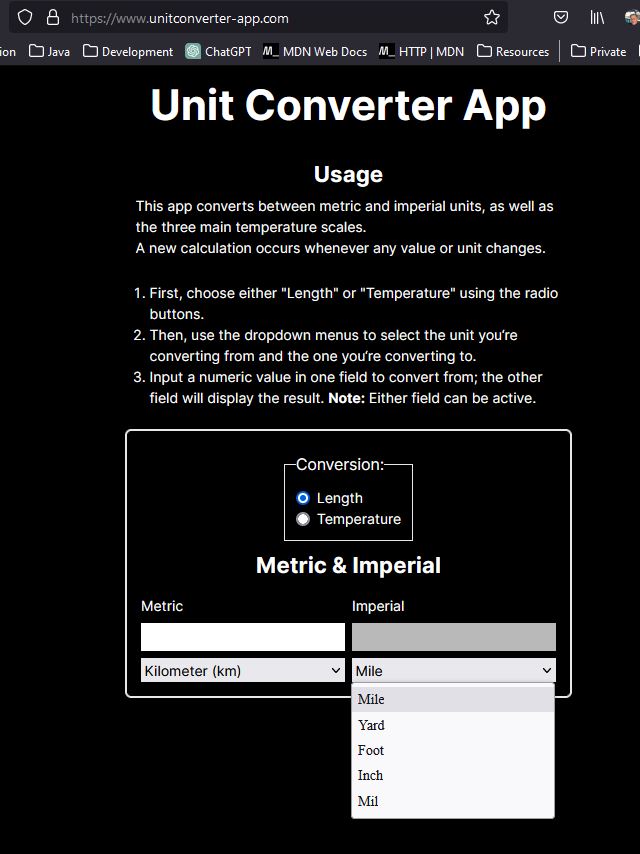 https://www.unitconverter-app.com
ion Java Development ChatGPT M_ MDN Web Docs M_ HTTP | MDN Resources Private
Unit Converter App
Usage
This app converts between metric and imperial units, as well as
the three main temperature scales.
A new calculation occurs whenever any value or unit changes.
1. First, choose either "Length" or "Temperature" using the radio
buttons.
2. Then, use the dropdown menus to select the unit you’re
converting from and the one you’re converting to.
3. Input a numeric value in one field to convert from; the other
field will display the result. Note: Either field can be active.
Conversion:
Length
Temperature
Metric & Imperial
Metric Imperial
Kilometer (km) Mile
Mile
Yard
Foot
Inch
Mil